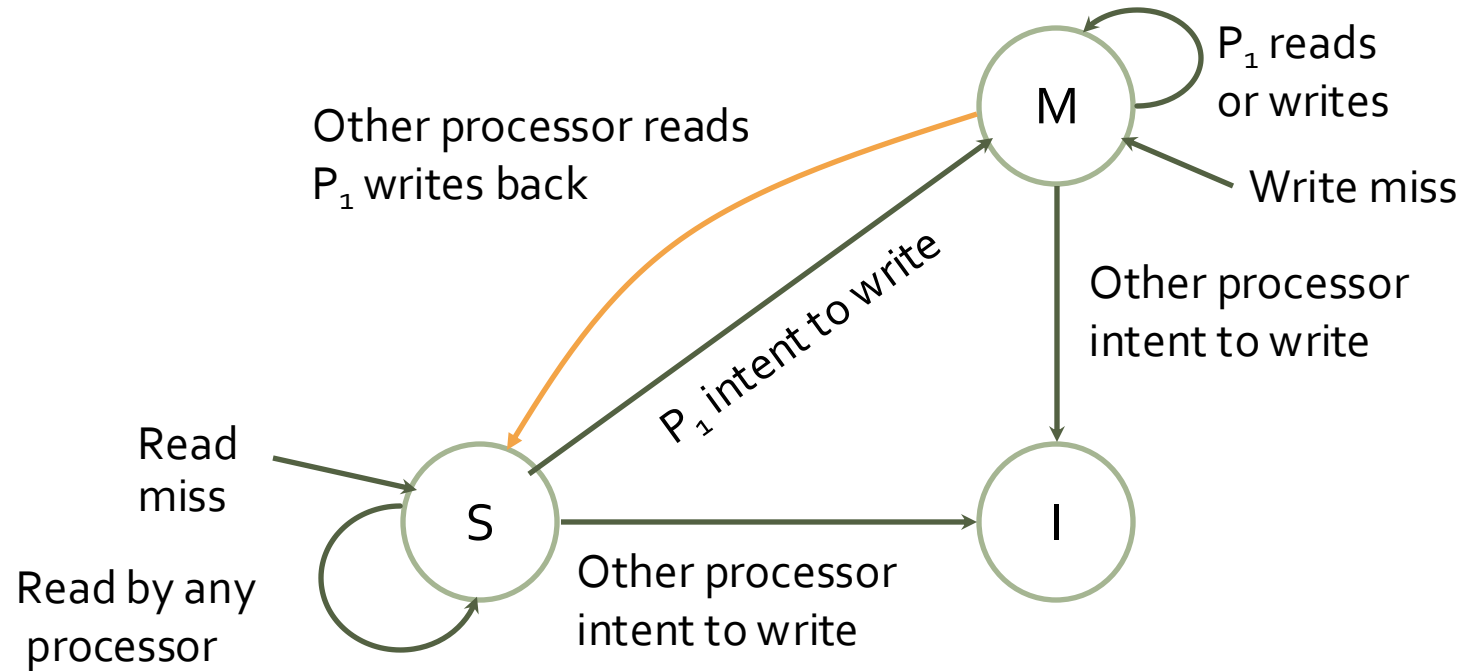 P₁ reads
or writes
M
Other processor reads
P₁ writes back
Write miss
P₁ intent to write
Other processor
intent to write
Read
miss
S
I
Read by any
processor
Other processor
intent to write